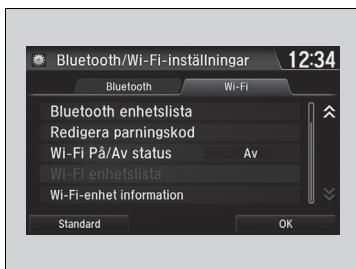 Bluetooth/Wi-Fi-inställningar 12:34
Bluetooth Wi-Fi
Bluetooth enhetslista
Redigera parningskod
Wi-Fi På/Av status Av
Wi-Fi enhetslista
Wi-Fi-enhet information
Standard OK